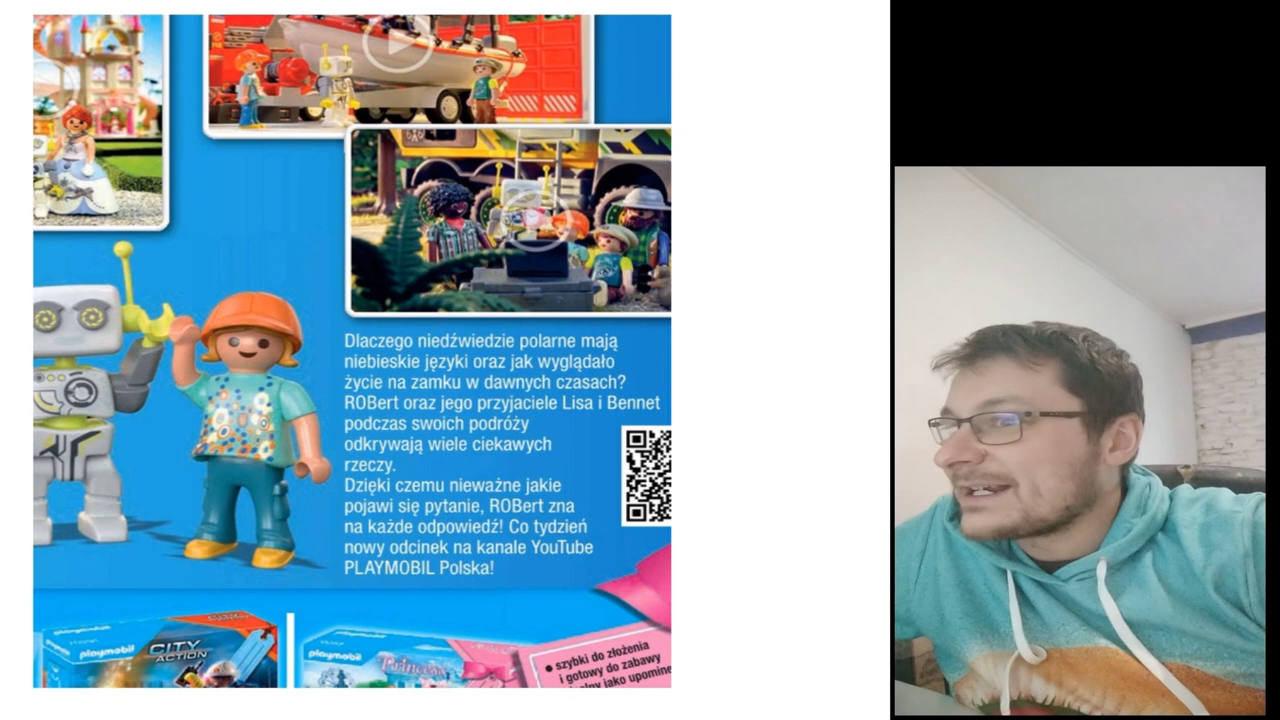 Dlaczego niedźwiedzie polarne mają
niebieskie języki oraz jak wyglądało
życie na zamku w dawnych czasach?
ROBert oraz jego przyjaciele Lisa i Bennet
podczas swoich podróży
odkrywają wiele ciekawych
rzeczy.
Dzięki czemu nieważne jakie
pojawi się pytanie, ROBert zna
na każde odpowiedź! Co tydzień
nowy odcinek na kanale YouTube
PLAYMOBIL Polska!
playmobil
CITY
ACTION
playmobil
Princess
• szybki do złożenia
i gotowy do zabawy
jako